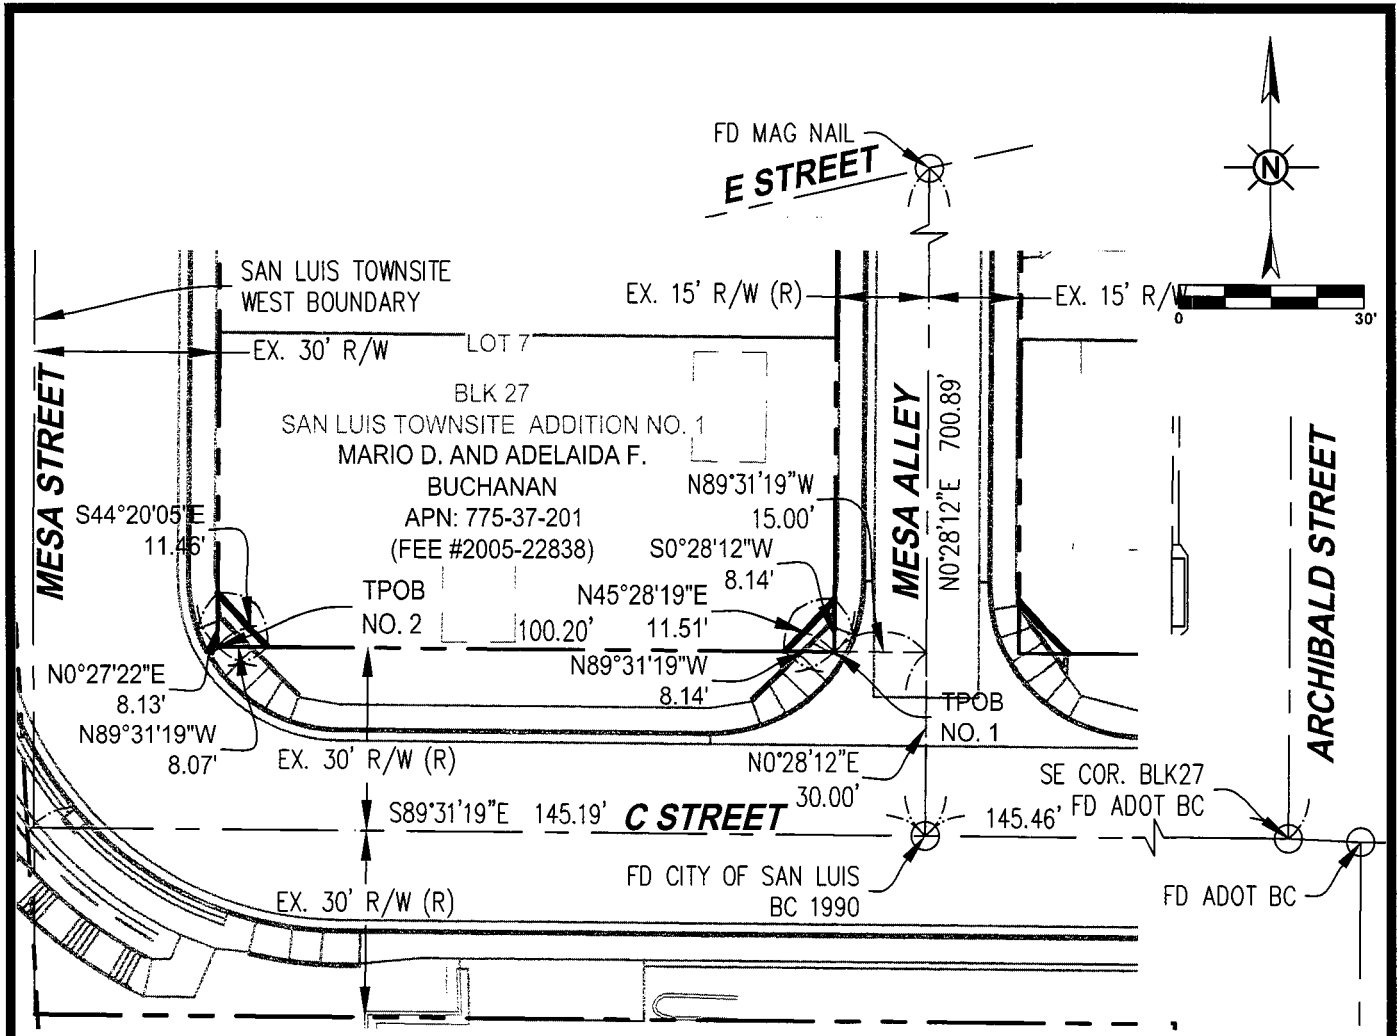 FD MAG NAIL
E STREET
N
0 30'
SAN LUIS TOWNSITE
WEST BOUNDARY
EX. 15' R/W (R)
EX. 15' R/W
EX. 30' R/W
LOT 7
BLK 27
SAN LUIS TOWNSITE ADDITION NO. 1
MARIO D. AND ADELAIDA F.
BUCHANAN
APN: 775-37-201
(FEE #2005-22838)
MESA STREET
MESA ALLEY
N0°28'12"E 700.89'
ARCHIBALD STREET
N89°31'19"W
15.00'
S44°20'05"E
11.46'
S0°28'12"W
8.14'
TPOB
NO. 2
N45°28'19"E
11.51'
100.20'
N89°31'19"W
8.14'
N0°27'22"E
8.13'
N89°31'19"W
8.07'
TPOB
NO. 1
EX. 30' R/W (R)
N0°28'12"E
30.00'
SE COR. BLK27
FD ADOT BC
S89°31'19"E 145.19'
C STREET
145.46'
FD CITY OF SAN LUIS
BC 1990
FD ADOT BC
EX. 30' R/W (R)